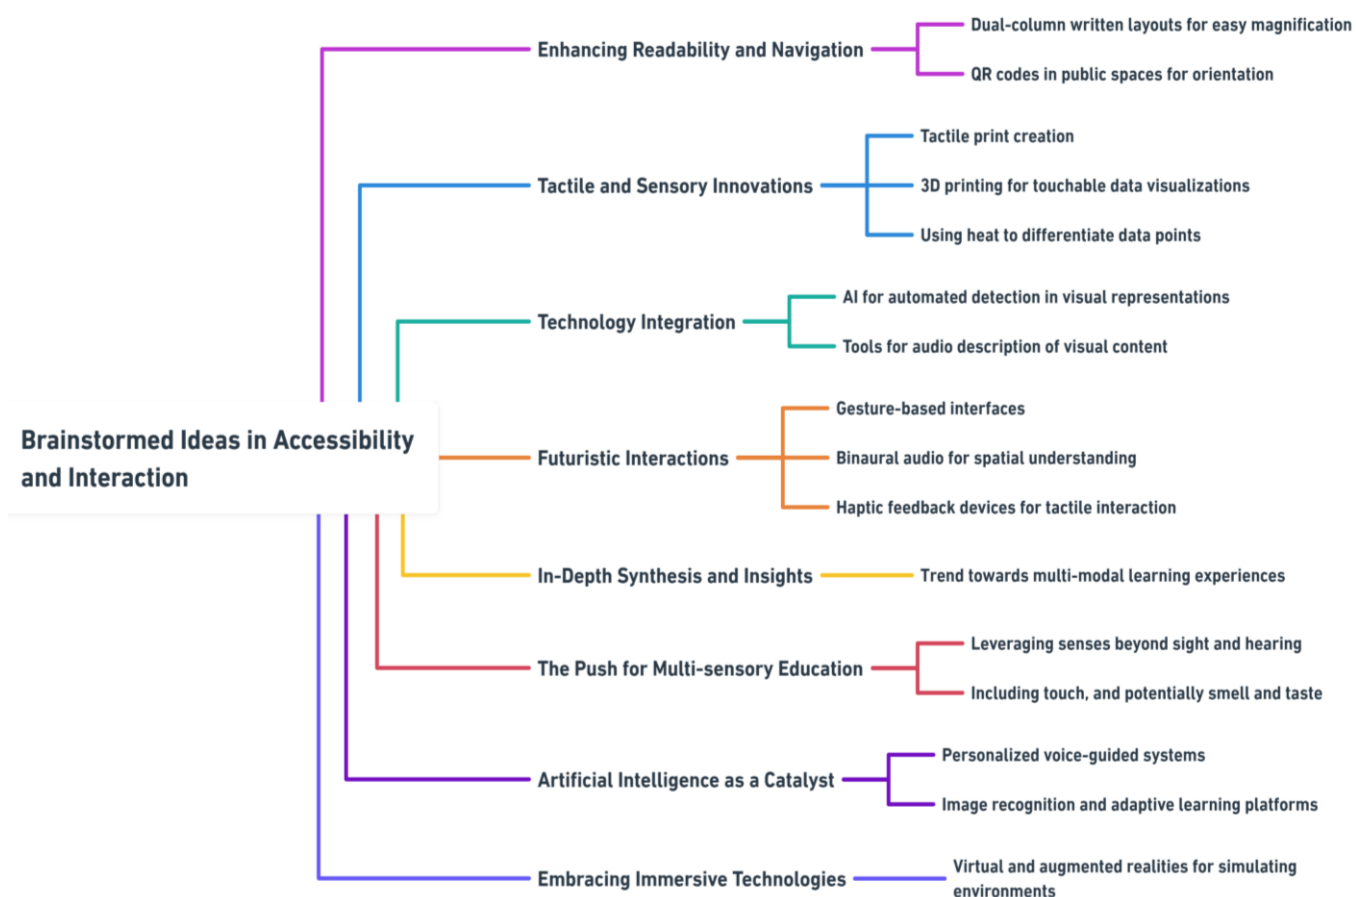 Brainstormed Ideas in Accessibility
and Interaction
Enhancing Readability and Navigation
Dual-column written layouts for easy magnification
QR codes in public spaces for orientation
Tactile and Sensory Innovations
Tactile print creation
3D printing for touchable data visualizations
Using heat to differentiate data points
Technology Integration
AI for automated detection in visual representations
Tools for audio description of visual content
Futuristic Interactions
Gesture-based interfaces
Binaural audio for spatial understanding
Haptic feedback devices for tactile interaction
In-Depth Synthesis and Insights
Trend towards multi-modal learning experiences
The Push for Multi-sensory Education
Leveraging senses beyond sight and hearing
Including touch, and potentially smell and taste
Artificial Intelligence as a Catalyst
Personalized voice-guided systems
Image recognition and adaptive learning platforms
Embracing Immersive Technologies
Virtual and augmented realities for simulating
environments